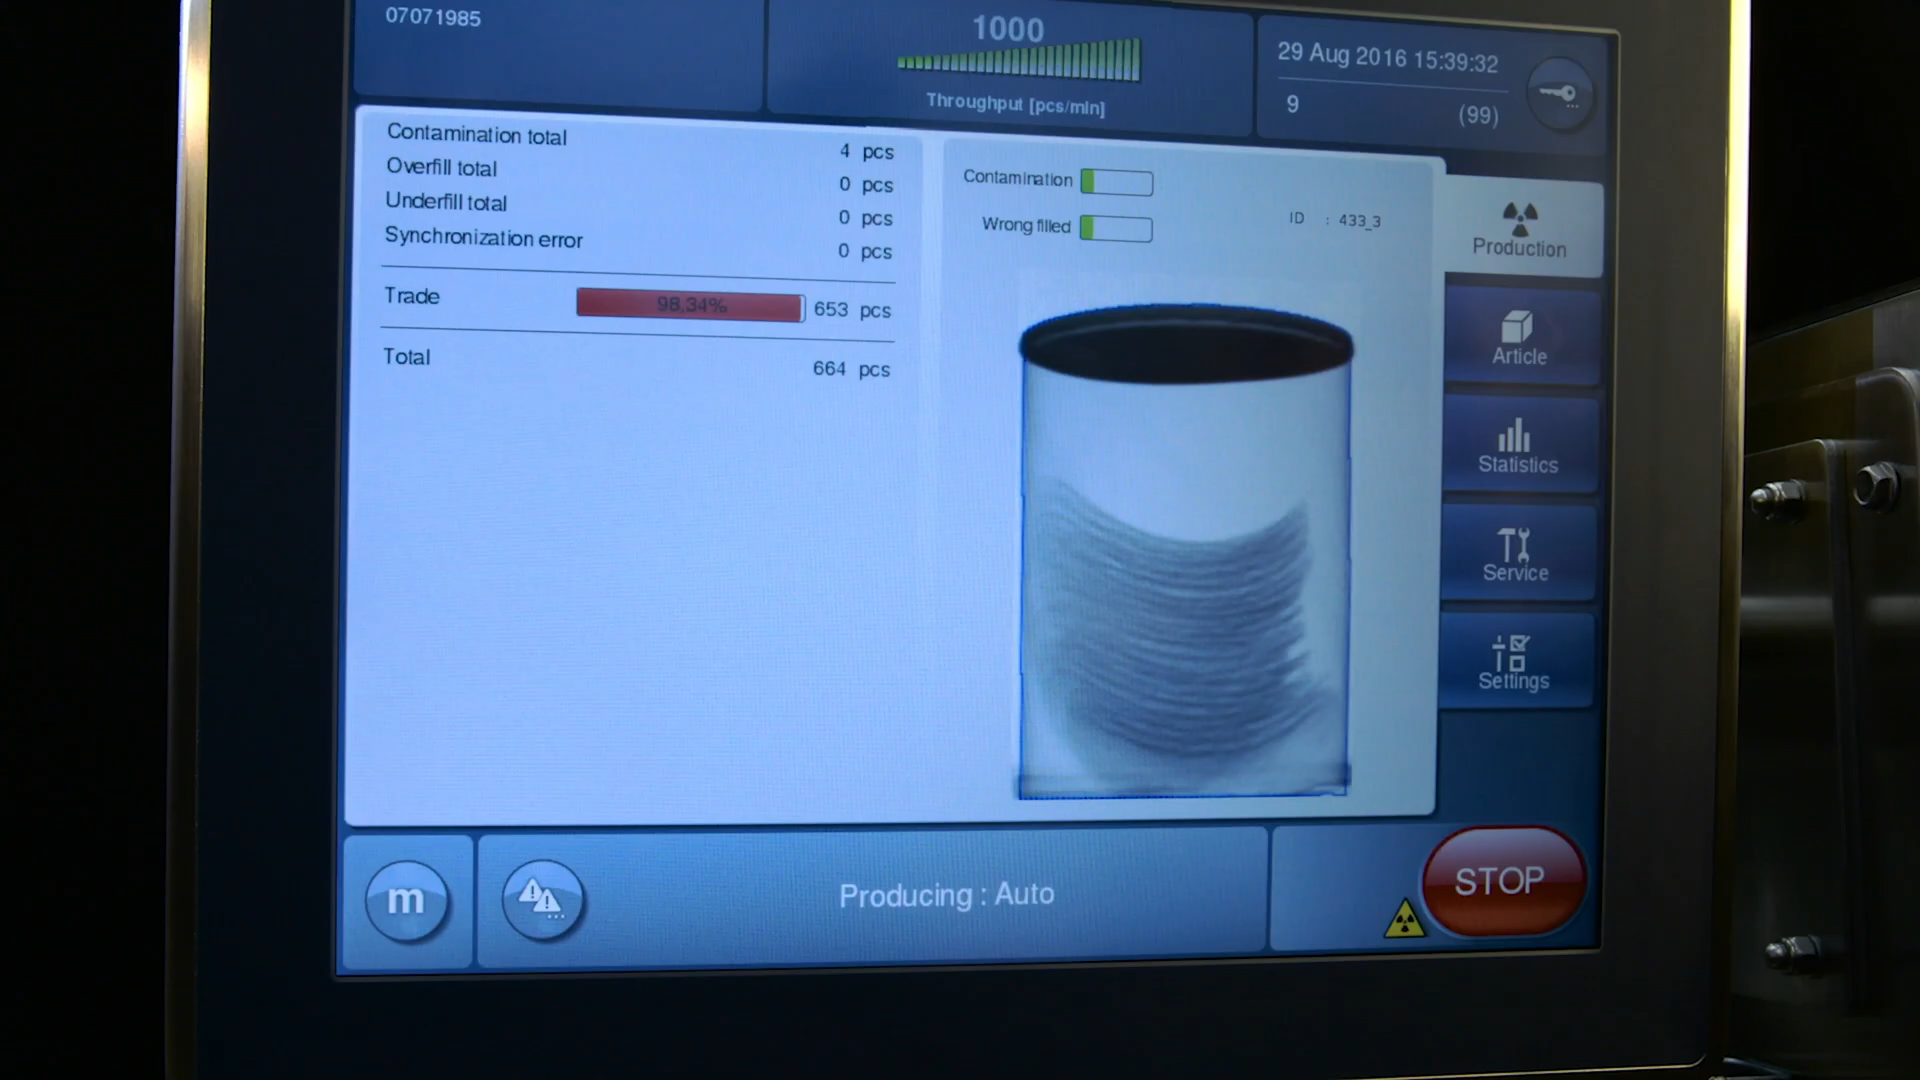 07071985
1000
Throughput [pcs/min]
29 Aug 2016 15:39:32
9 (99)
Contamination total 4 pcs
Overfill total 0 pcs
Underfill total 0 pcs
Synchronization error 0 pcs
Trade 98,34% 653 pcs
Total 664 pcs
Contamination
Wrong filled
ID : 433_3
Production
Article
Statistics
Service
Settings
m
Producing : Auto
STOP